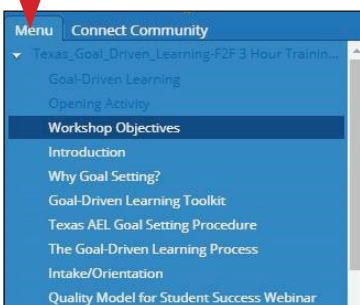 Menu Connect Community
Texas_Goal_Driven_Learning-F2F 3 Hour Trainin...
Goal-Driven Learning
Opening Activity
Workshop Objectives
Introduction
Why Goal Setting?
Goal-Driven Learning Toolkit
Texas AEL Goal Setting Procedure
The Goal-Driven Learning Process
Intake/Orientation
Quality Model for Student Success Webinar